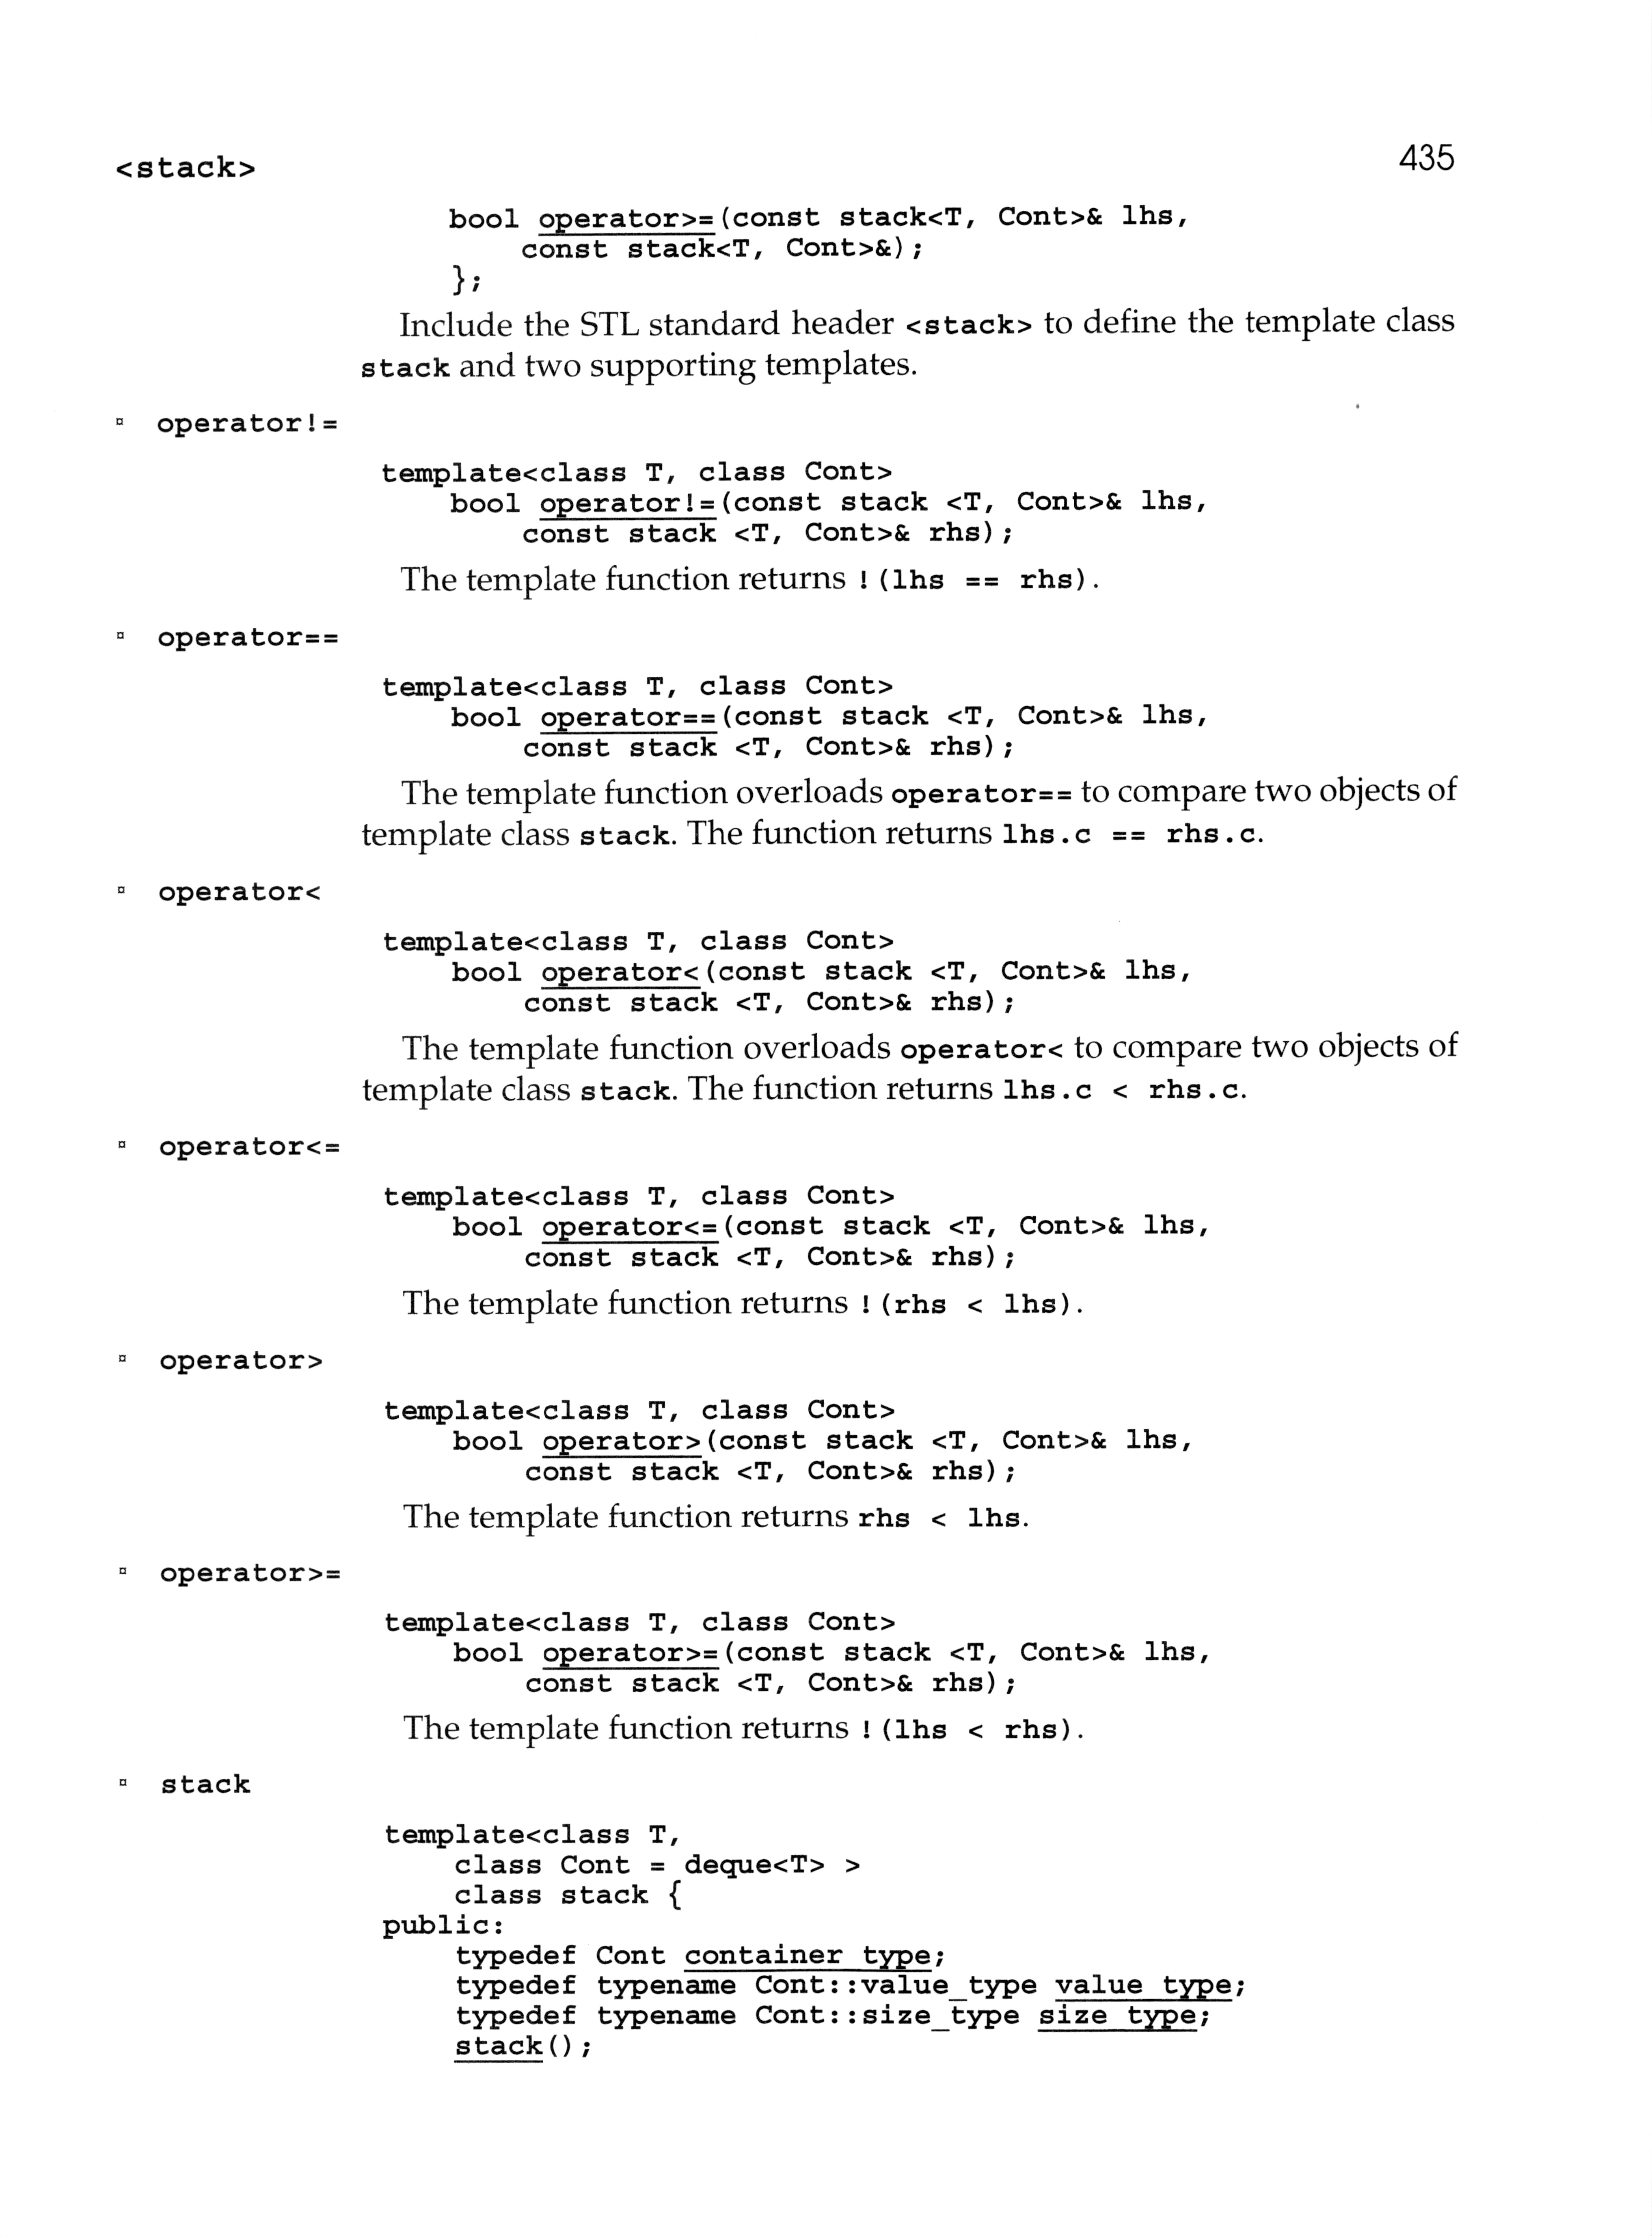 <stack> 435
bool operator>=(const stack<T, Cont>& lhs,
const stack<T, Cont>&);
};
Include the STL standard header <stack> to define the template class
stack and two supporting templates.
¤ operator!=
template<class T, class Cont>
bool operator!=(const stack <T, Cont>& lhs,
const stack <T, Cont>& rhs);
The template function returns !(lhs == rhs).
¤ operator==
template<class T, class Cont>
bool operator==(const stack <T, Cont>& lhs,
const stack <T, Cont>& rhs);
The template function overloads operator== to compare two objects of
template class stack. The function returns lhs.c == rhs.c.
¤ operator<
template<class T, class Cont>
bool operator<(const stack <T, Cont>& lhs,
const stack <T, Cont>& rhs);
The template function overloads operator< to compare two objects of
template class stack. The function returns lhs.c < rhs.c.
¤ operator<=
template<class T, class Cont>
bool operator<=(const stack <T, Cont>& lhs,
const stack <T, Cont>& rhs);
The template function returns !(rhs < lhs).
¤ operator>
template<class T, class Cont>
bool operator>(const stack <T, Cont>& lhs,
const stack <T, Cont>& rhs);
The template function returns rhs < lhs.
¤ operator>=
template<class T, class Cont>
bool operator>=(const stack <T, Cont>& lhs,
const stack <T, Cont>& rhs);
The template function returns !(lhs < rhs).
¤ stack
template<class T,
class Cont = deque<T> >
class stack {
public:
typedef Cont container_type;
typedef typename Cont::value_type value_type;
typedef typename Cont::size_type size_type;
stack();